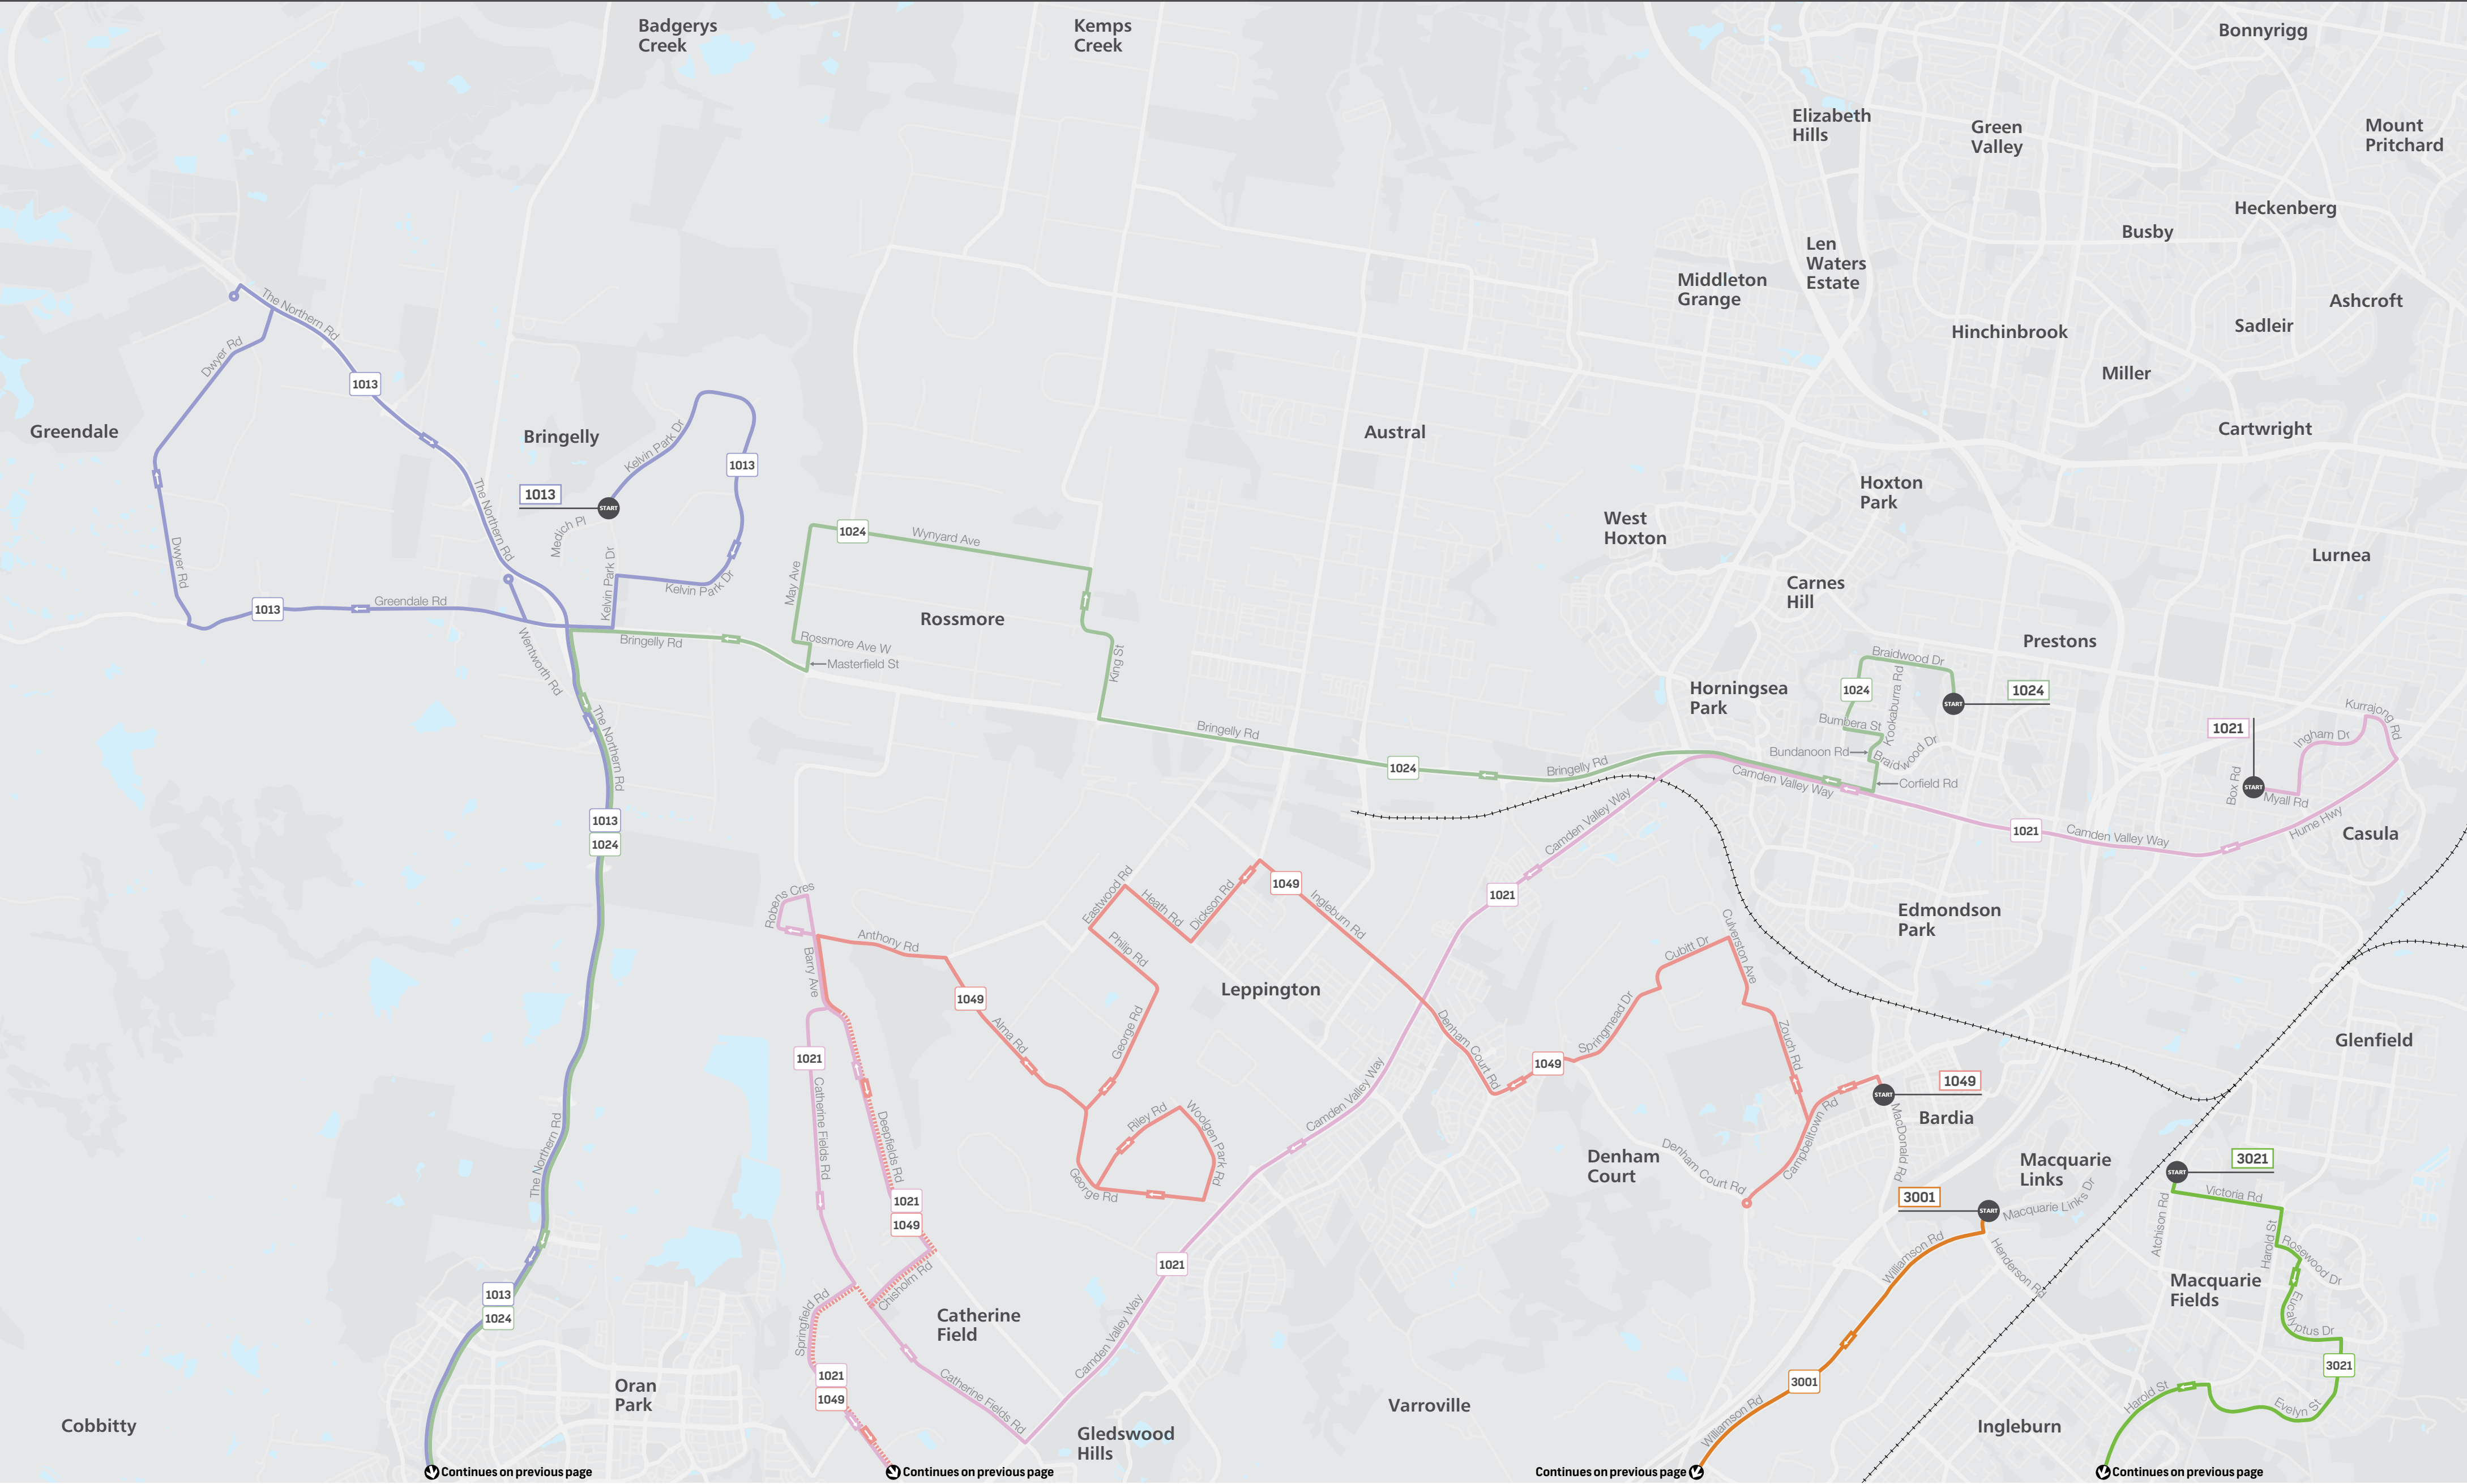 Badgerys
Creek
Kemps
Creek
Bonnyrigg
Elizabeth
Hills
Green
Valley
Mount
Pritchard
Heckenberg
Busby
Len
Waters
Estate
Middleton
Grange
Ashcroft
Sadleir
Hinchinbrook
Miller
The Northern Rd
Dwyer Rd
1013
Greendale
Bringelly
Kelvin Park Dr
1013
Austral
Cartwright
The Northern Rd
1013
START
Medich Pl
Hoxton
Park
West
Hoxton
1024
Wynyard Ave
Lurnea
Dwyer Rd
Kelvin Park Dr
Kelvin Park Dr
May Ave
Carnes
Hill
1013
Greendale Rd
Rossmore
Bringelly Rd
Rossmore Ave W
Masterfield St
King St
Wentworth Rd
Prestons
Braidwood Dr
1024
1024
START
Kookaburra Rd
Horningsea
Park
Bumbera St
Bundanoon Rd
Braidwood Dr
Corfield Rd
Kurrajong Rd
Ingham Dr
1021
START
Box Rd
Myall Rd
The Northern Rd
Bringelly Rd
1024
Bringelly Rd
Camden Valley Way
1021
Camden Valley Way
Hume Hwy
Casula
1013
1024
Camden Valley Way
Robens Cres
Eastwood Rd
Heath Rd
Dickson Rd
1049
Ingleburn Rd
1021
Edmondson
Park
Anthony Rd
Barry Ave
Philip Rd
Cubitt Dr
Culverston Ave
1049
Leppington
Alma Rd
George Rd
Denham Court Rd
1049
Springmead Dr
Zouch Rd
Glenfield
1021
Catherine Fields Rd
Deepfields Rd
Riley Rd
Woolgen Park Rd
George Rd
Camden Valley Way
1049
START
Bardia
MacDonald Rd
Campbelltown Rd
Denham
Court
Denham Court Rd
Macquarie
Links
The Northern Rd
1021
1049
3001
START
Macquarie Links Dr
3021
START
Victoria Rd
Atchison Rd
Harold St
Rosewood Dr
1021
Williamson Rd
Henderson Rd
Macquarie
Fields
Eucalyptus Dr
1013
1024
Springfield Rd
Chisholm Rd
Catherine
Field
Camden Valley Way
3021
1021
1049
Catherine Fields Rd
3001
Oran
Park
Cobbitty
Varroville
Gledswood
Hills
Williamson Rd
Ingleburn
Harold St
Evelyn St
Continues on previous page
Continues on previous page
Continues on previous page
Continues on previous page